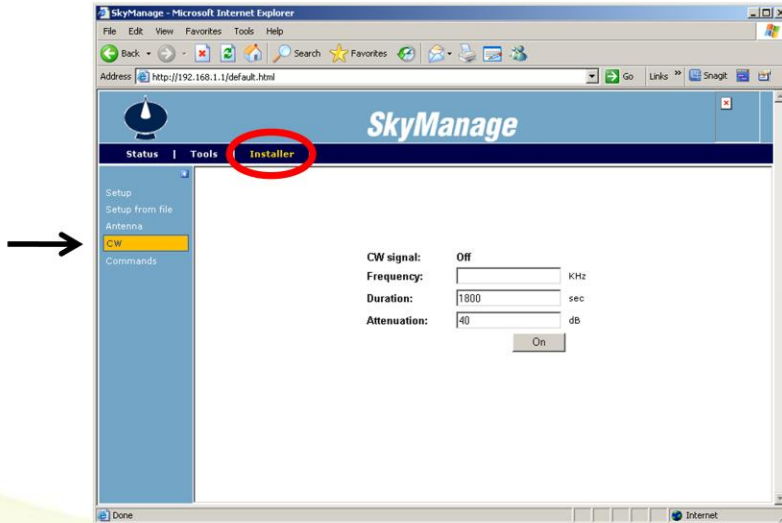 SkyManage - Microsoft Internet Explorer
File Edit View Favorites Tools Help
Back Search Favorites
Address http://192.168.1.1/default.html Go Links » Snagit
SkyManage
Status | Tools | Installer
Setup
Setup from file
Antenna
CW
Commands
CW signal: Off
Frequency: KHz
Duration: 1800 sec
Attenuation: 40 dB
On
Done Internet